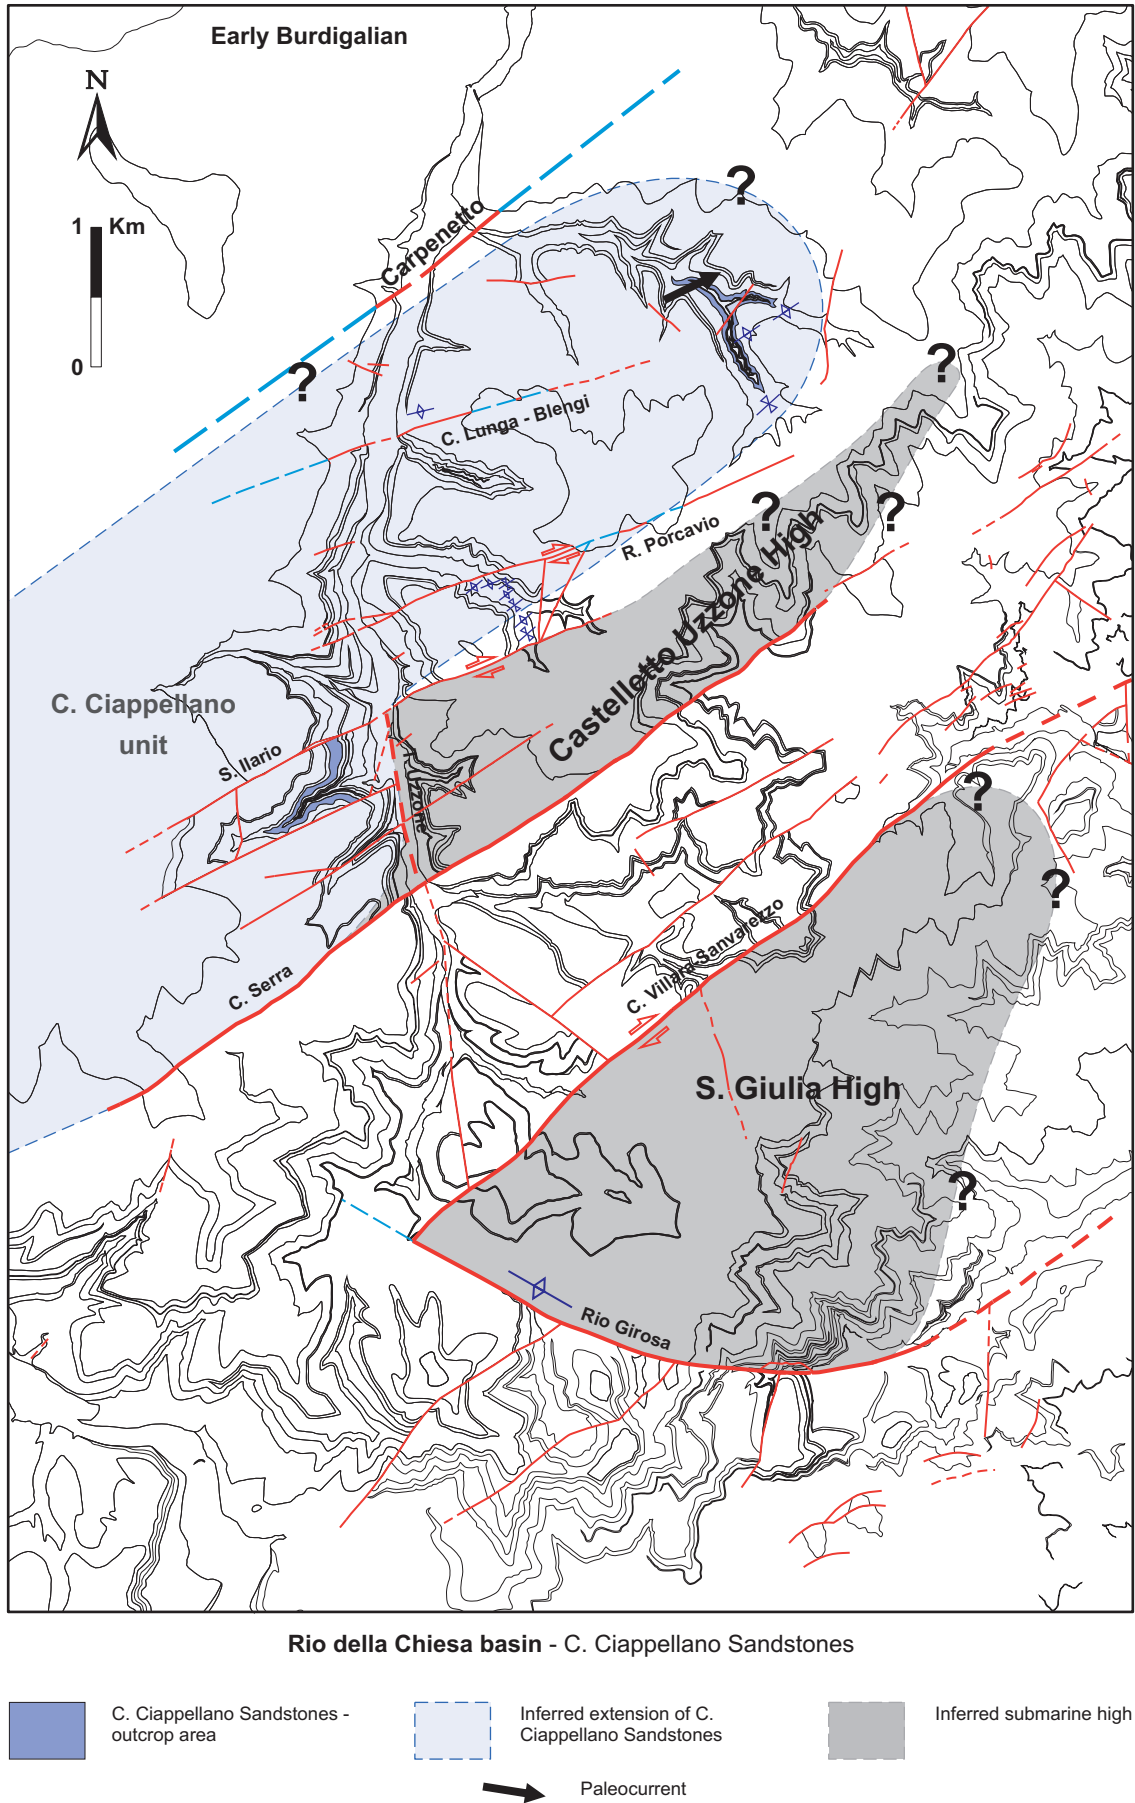 Early Burdigalian
N
1 Km
0
Carpenetto
?
?
C. Lunga - Blengi
?
?
?
R. Porcavio
Castelletto Uzzone High
C. Ciappellano
unit
S. Ilario
F. Uzzone
?
?
C. Villara-Sanvarezzo
C. Serra
S. Giulia High
?
Rio Girosa
Rio della Chiesa basin - C. Ciappellano Sandstones
C. Ciappellano Sandstones -
outcrop area
Inferred extension of C.
Ciappellano Sandstones
Inferred submarine high
Paleocurrent